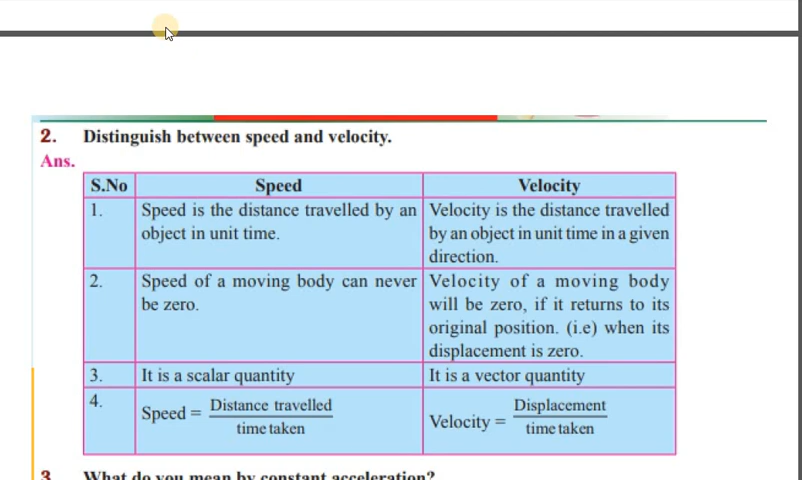 2. Distinguish between speed and velocity.
Ans.
S.No Speed Velocity
1. Speed is the distance travelled by an
object in unit time.
Velocity is the distance travelled
by an object in unit time in a given
direction.
2. Speed of a moving body can never
be zero.
Velocity of a moving body
will be zero, if it returns to its
original position. (i.e) when its
displacement is zero.
3. It is a scalar quantity
It is a vector quantity
4. Speed = Distance travelled
time taken
Velocity = Displacement
time taken
3 What do you mean by constant acceleration?